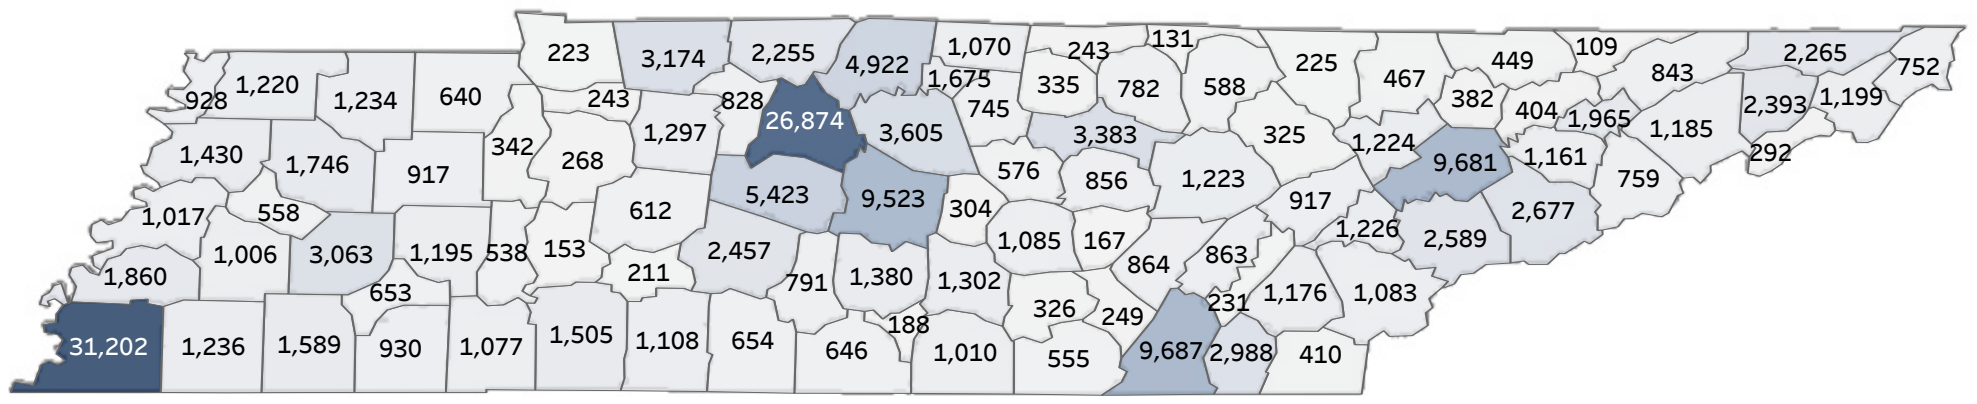 223 3,174 2,255 4,922 1,070 243 131 225 467 449 109 843 2,265 752
928 1,220 1,234 640 243 828 1,675 335 782 588 382 404 1,965 2,393 1,199
342 1,297 26,874 3,605 745 3,383 325 1,224 9,681 1,161 1,185 292
1,430 1,746 917 268 5,423 9,523 576 856 1,223 917 759
1,017 558 612 304 2,677
1,860 1,006 3,063 1,195 538 153 2,457 1,085 167 864 863 1,226 2,589
653 211 791 1,380 1,302 326 249 231 1,176 1,083
31,202 1,236 1,589 930 1,077 1,505 1,108 654 646 188 1,010 555 9,687 2,988 410